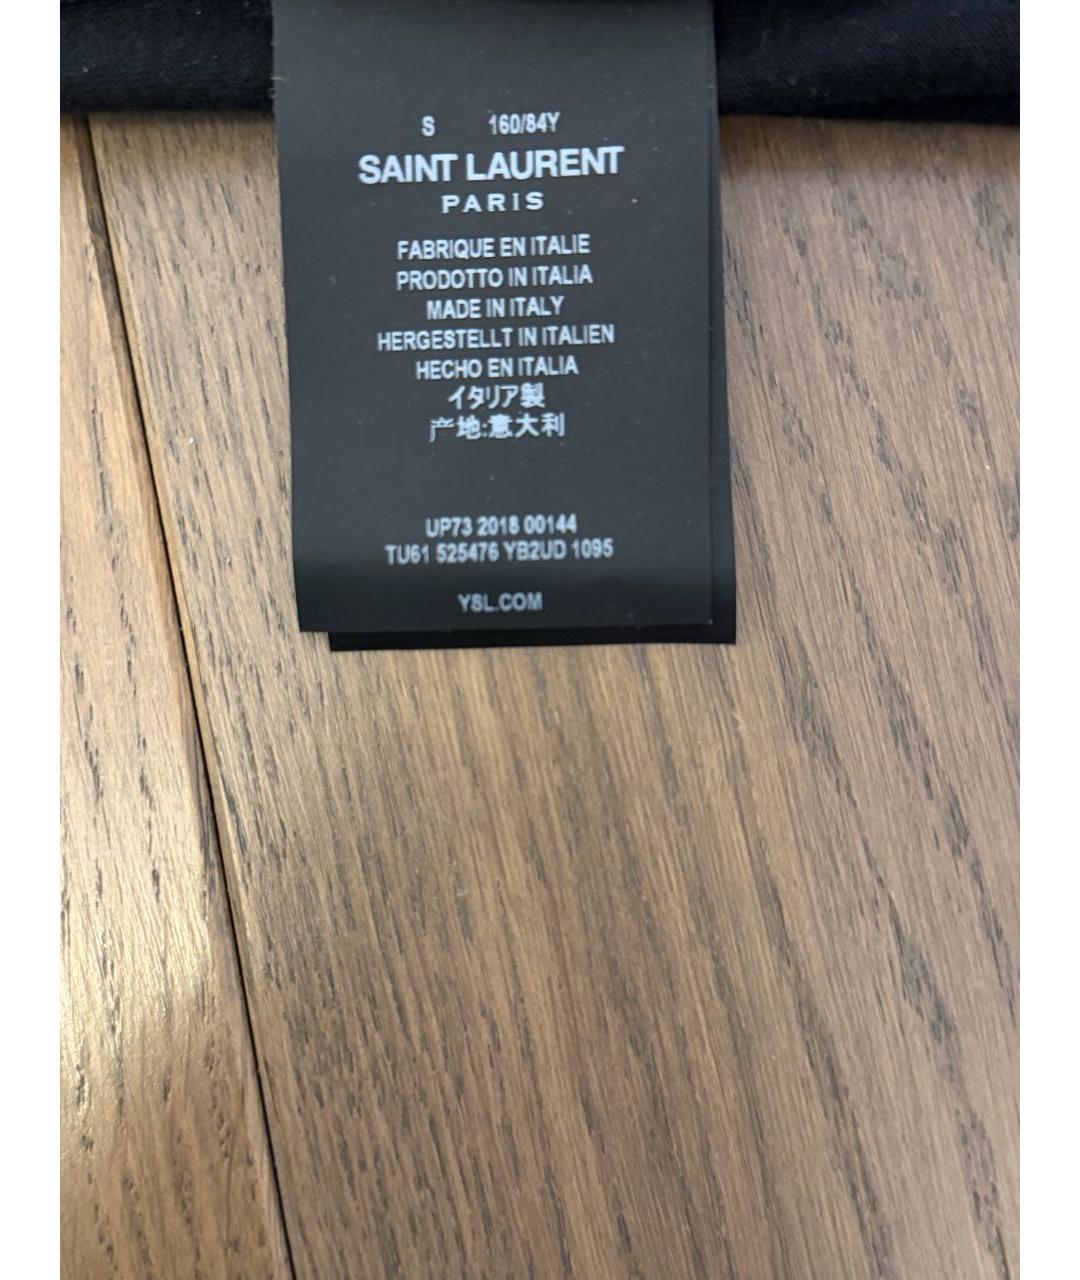 S 160/84Y
SAINT LAURENT
PARIS
FABRIQUE EN ITALIE
PRODOTTO IN ITALIA
MADE IN ITALY
HERGESTELLT IN ITALIEN
HECHO EN ITALIA
イタリア製
产地:意大利
UP73 2018 00144
TU61 525476 YB2UD 1095
YSL.COM